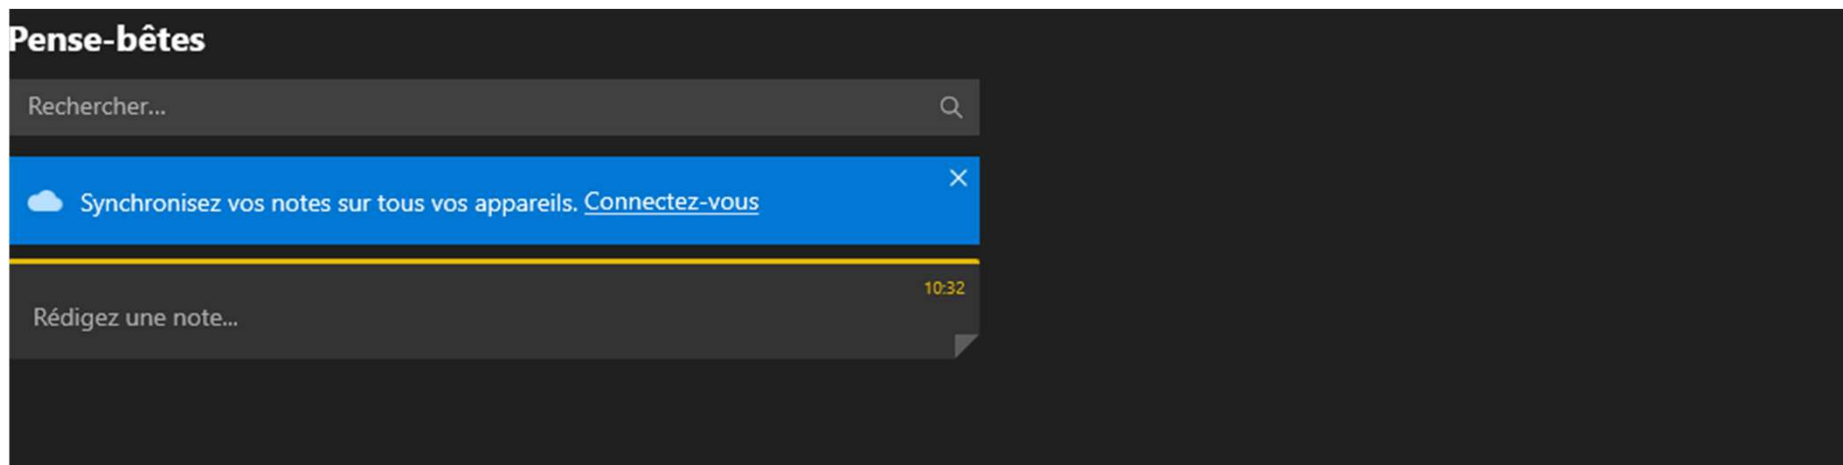 Pense-bêtes
Rechercher...
Synchronisez vos notes sur tous vos appareils. Connectez-vous
10:32
Rédigez une note...